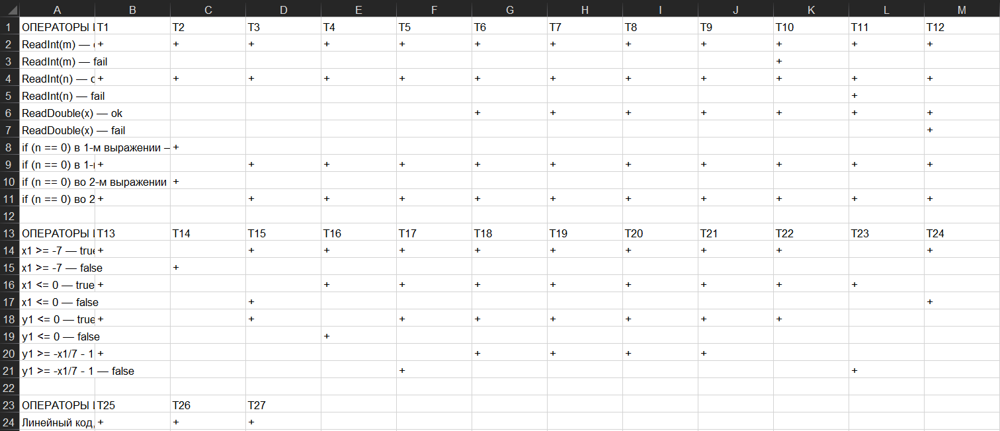 A B C D E F G H I J K L M
1 ОПЕРАТОРЫ T1 T2 T3 T4 T5 T6 T7 T8 T9 T10 T11 T12
2 ReadInt(m) — + + + + + + + + + + + +
3 ReadInt(m) — fail +
4 ReadInt(n) — + + + + + + + + + + + +
5 ReadInt(n) — fail +
6 ReadDouble(x) — ok + + + + + + +
7 ReadDouble(x) — fail +
8 if (n == 0) в 1-м выражении – +
9 if (n == 0) в 1- + + + + + + + + + + +
10 if (n == 0) во 2-м выражении +
11 if (n == 0) во 2 + + + + + + + + + + +
12
13 ОПЕРАТОРЫ T13 T14 T15 T16 T17 T18 T19 T20 T21 T22 T23 T24
14 x1 >= -7 — true + + + + + + + + + +
15 x1 >= -7 — false +
16 x1 <= 0 — true + + + + + + + + +
17 x1 <= 0 — false + +
18 y1 <= 0 — true + + + + + + + +
19 y1 <= 0 — false +
20 y1 >= -x1/7 - 1 + + + + +
21 y1 >= -x1/7 - 1 — false + +
22
23 ОПЕРАТОРЫ T25 T26 T27
24 Линейный код, + + +